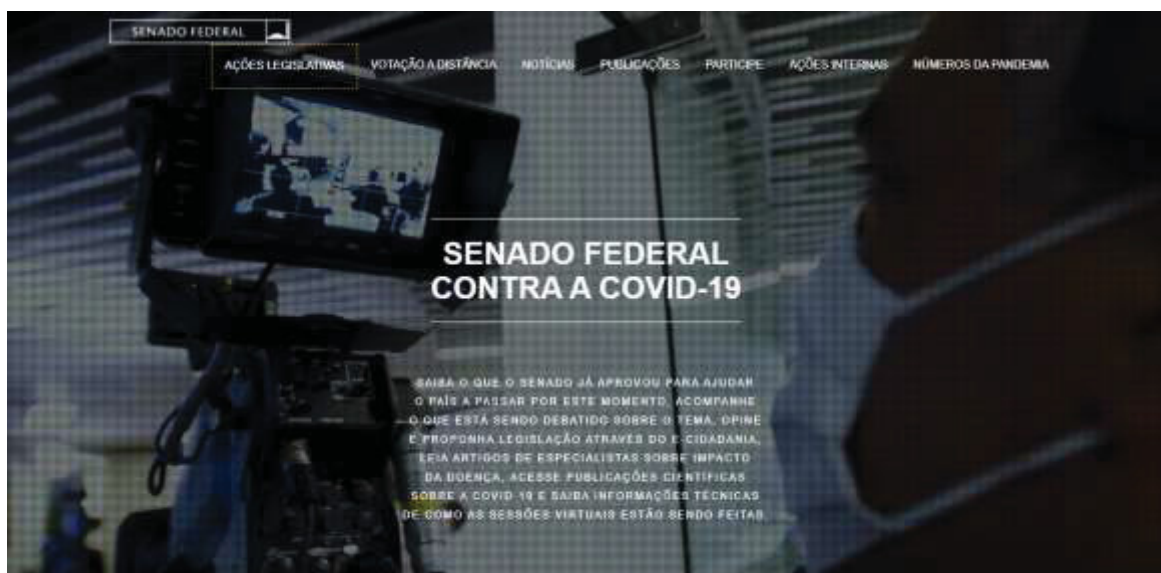 SENADO FEDERAL
AÇÕES LEGISLATIVAS VOTAÇÃO A DISTÂNCIA NOTÍCIAS PUBLICAÇÕES PARTICIPE AÇÕES INTERNAS NÚMEROS DA PANDEMIA
SENADO FEDERAL
CONTRA A COVID-19
SAIBA O QUE O SENADO JÁ APROVOU PARA AJUDAR
O PAÍS A PASSAR POR ESTE MOMENTO, ACOMPANHE
O QUE ESTÁ SENDO DEBATIDO SOBRE O TEMA, OPINE
E PROPONHA LEGISLAÇÃO ATRAVÉS DO E-CIDADANIA,
LEIA ARTIGOS DE ESPECIALISTAS SOBRE IMPACTO
DA DOENÇA, ACESSE PUBLICAÇÕES CIENTÍFICAS
SOBRE A COVID-19 E SAIBA INFORMAÇÕES TÉCNICAS
DE COMO AS SESSÕES VIRTUAIS ESTÃO SENDO FEITAS